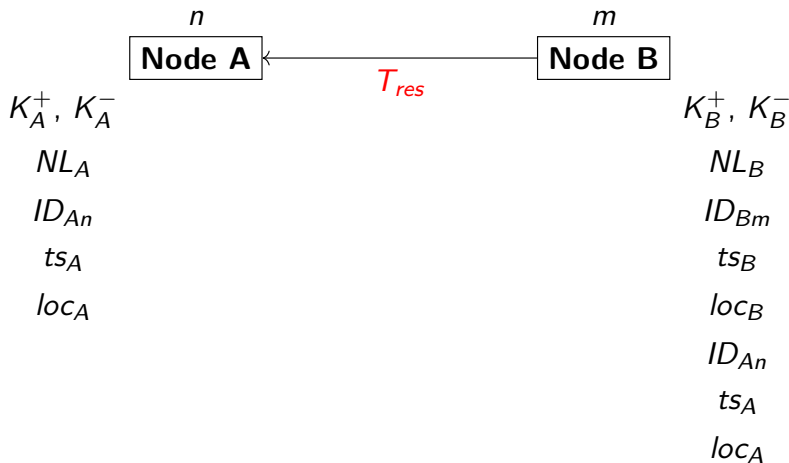 n m
Node A Node B
T_res
K_A^+, K_A^- K_B^+, K_B^-
NL_A NL_B
ID_An ID_Bm
ts_A ts_B
loc_A loc_B
ID_An
ts_A
loc_A